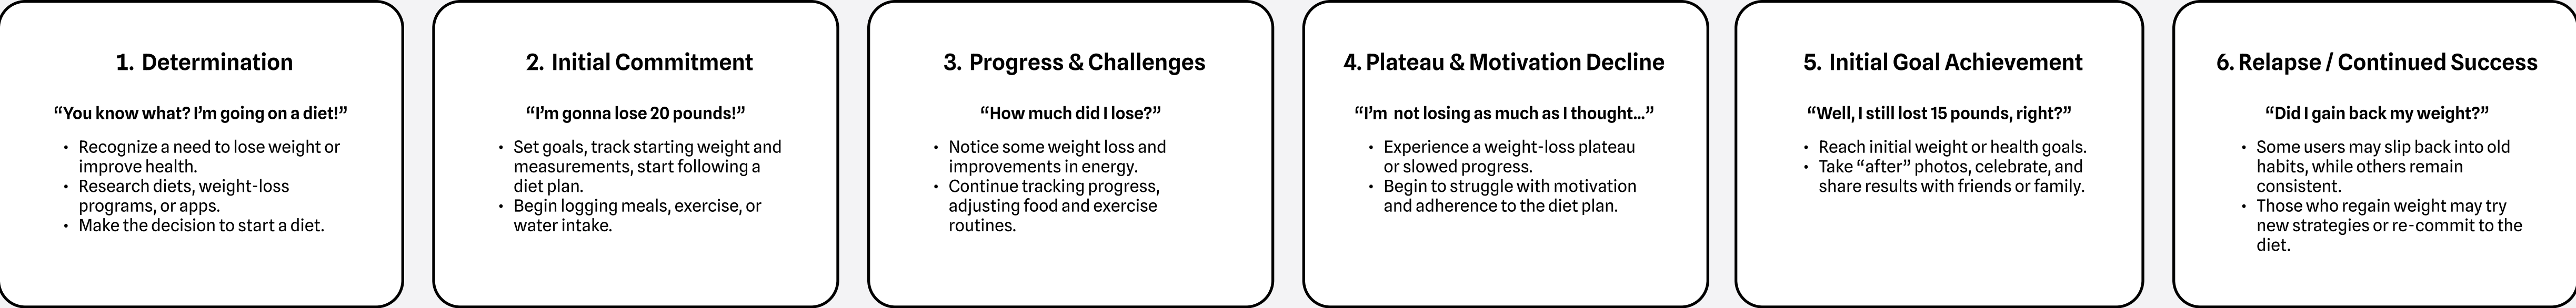 1. Determination
“You know what? I’m going on a diet!”
• Recognize a need to lose weight or
improve health.
• Research diets, weight-loss
programs, or apps.
• Make the decision to start a diet.
2. Initial Commitment
“I’m gonna lose 20 pounds!”
• Set goals, track starting weight and
measurements, start following a
diet plan.
• Begin logging meals, exercise, or
water intake.
3. Progress & Challenges
“How much did I lose?”
• Notice some weight loss and
improvements in energy.
• Continue tracking progress,
adjusting food and exercise
routines.
4. Plateau & Motivation Decline
“I’m not losing as much as I thought...”
• Experience a weight-loss plateau
or slowed progress.
• Begin to struggle with motivation
and adherence to the diet plan.
5. Initial Goal Achievement
“Well, I still lost 15 pounds, right?”
• Reach initial weight or health goals.
• Take “after” photos, celebrate, and
share results with friends or family.
6. Relapse / Continued Success
“Did I gain back my weight?”
• Some users may slip back into old
habits, while others remain
consistent.
• Those who regain weight may try
new strategies or re-commit to the
diet.